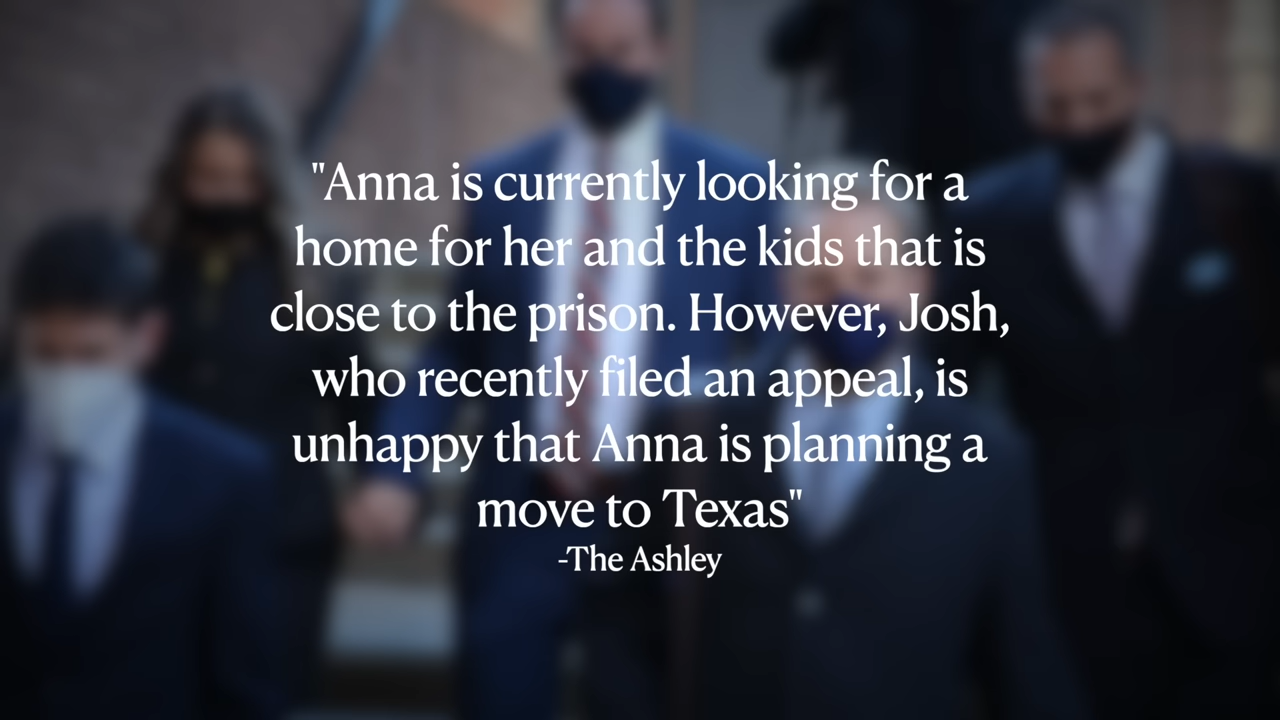 "Anna is currently looking for a
home for her and the kids that is
close to the prison. However, Josh,
who recently filed an appeal, is
unhappy that Anna is planning a
move to Texas"
-The Ashley